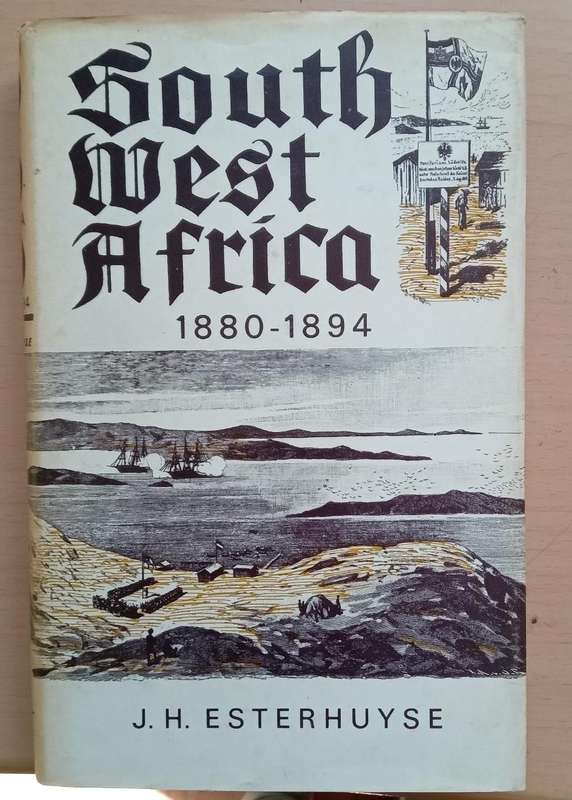 South
West
Africa
1880-1894
J. H. ESTERHUYSE